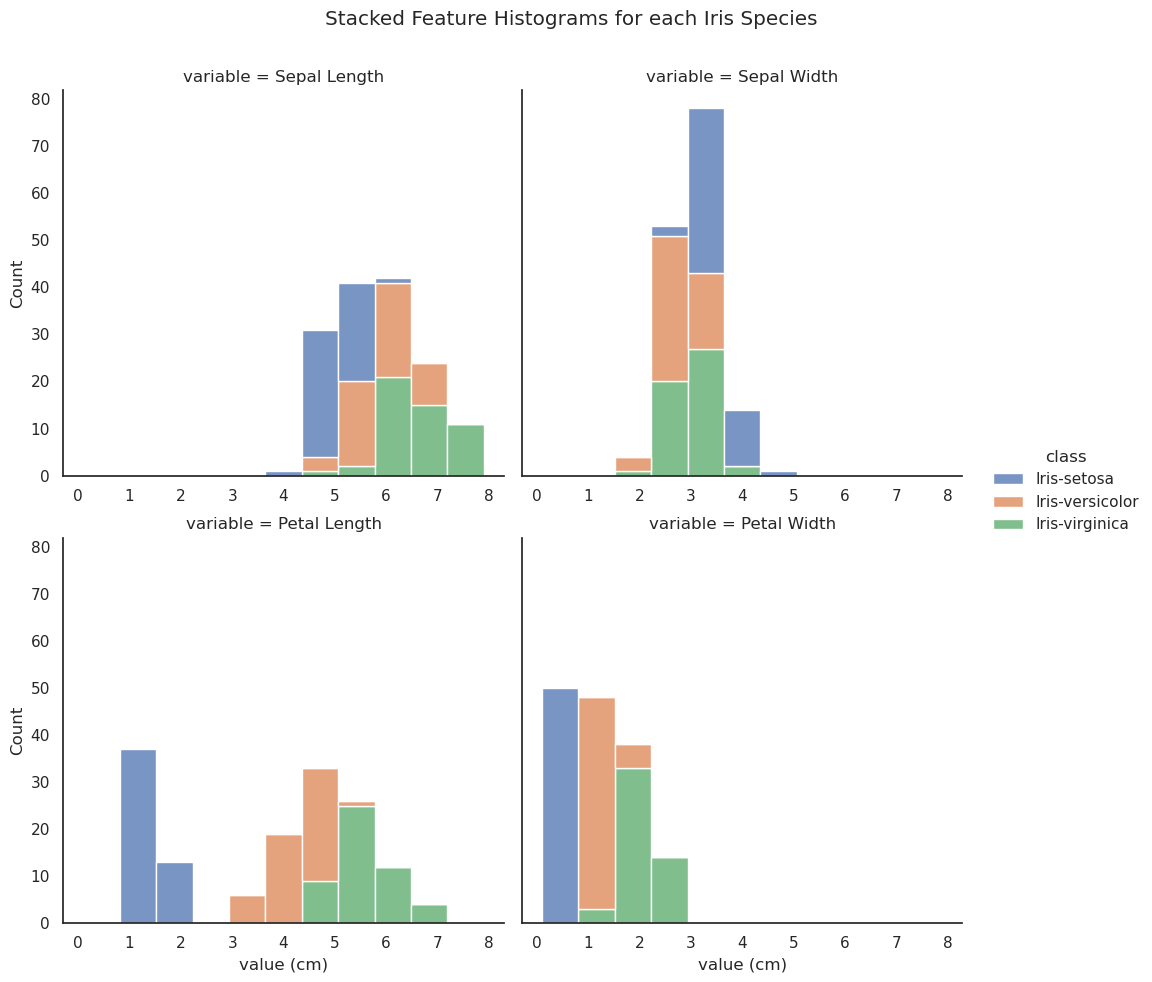 Stacked Feature Histograms for each Iris Species
variable = Sepal Length
variable = Sepal Width
80
70
60
50
40
30
20
10
0
Count
0 1 2 3 4 5 6 7 8
0 1 2 3 4 5 6 7 8
class
Iris-setosa
Iris-versicolor
Iris-virginica
variable = Petal Length
variable = Petal Width
80
70
60
50
40
30
20
10
0
Count
0 1 2 3 4 5 6 7 8
0 1 2 3 4 5 6 7 8
value (cm)
value (cm)